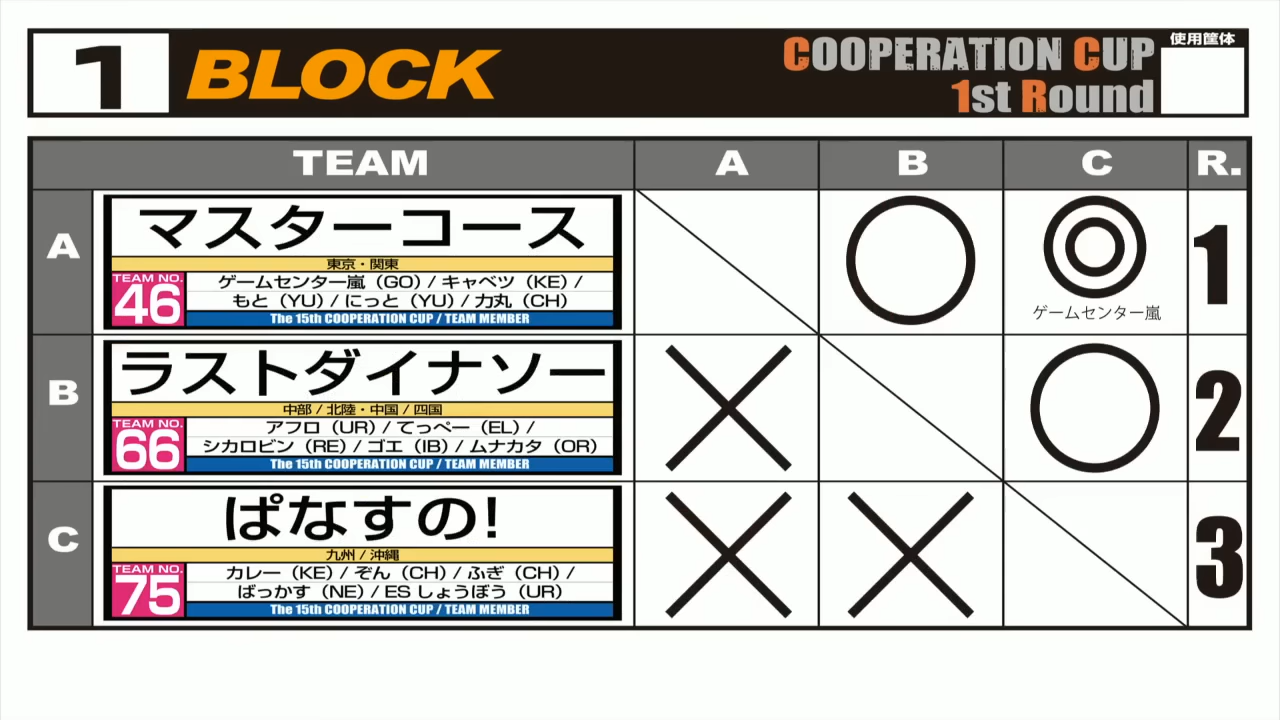 1 BLOCK
COOPERATION CUP
1st Round
使用筐体
TEAM A B C R.
A
マスターコース
東京・関東
TEAM NO.
46
ゲームセンター嵐（GO）/ キャベツ（KE）/
もと（YU）/ にっと（YU）/ 力丸（CH）
The 15th COOPERATION CUP / TEAM MEMBER
ゲームセンター嵐
1
B
ラストダイナソー
中部 / 北陸・中国 / 四国
TEAM NO.
66
アフロ（UR）/ てっぺー（EL）/
シカロビン（RE）/ ゴエ（IB）/ ムナカタ（OR）
The 15th COOPERATION CUP / TEAM MEMBER
2
C
ぱなすの!
九州 / 沖縄
TEAM NO.
75
カレー（KE）/ ぞん（CH）/ ふぎ（CH）/
ばっかす（NE）/ ES しょうぼう（UR）
The 15th COOPERATION CUP / TEAM MEMBER
3